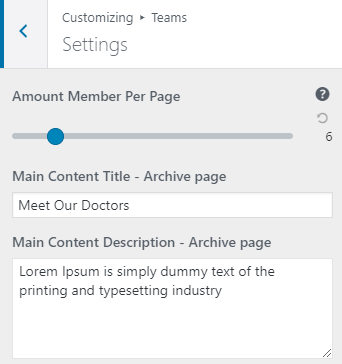 Customizing ▸ Teams
Settings
Amount Member Per Page
6
Main Content Title - Archive page
Meet Our Doctors
Main Content Description - Archive page
Lorem Ipsum is simply dummy text of the
printing and typesetting industry